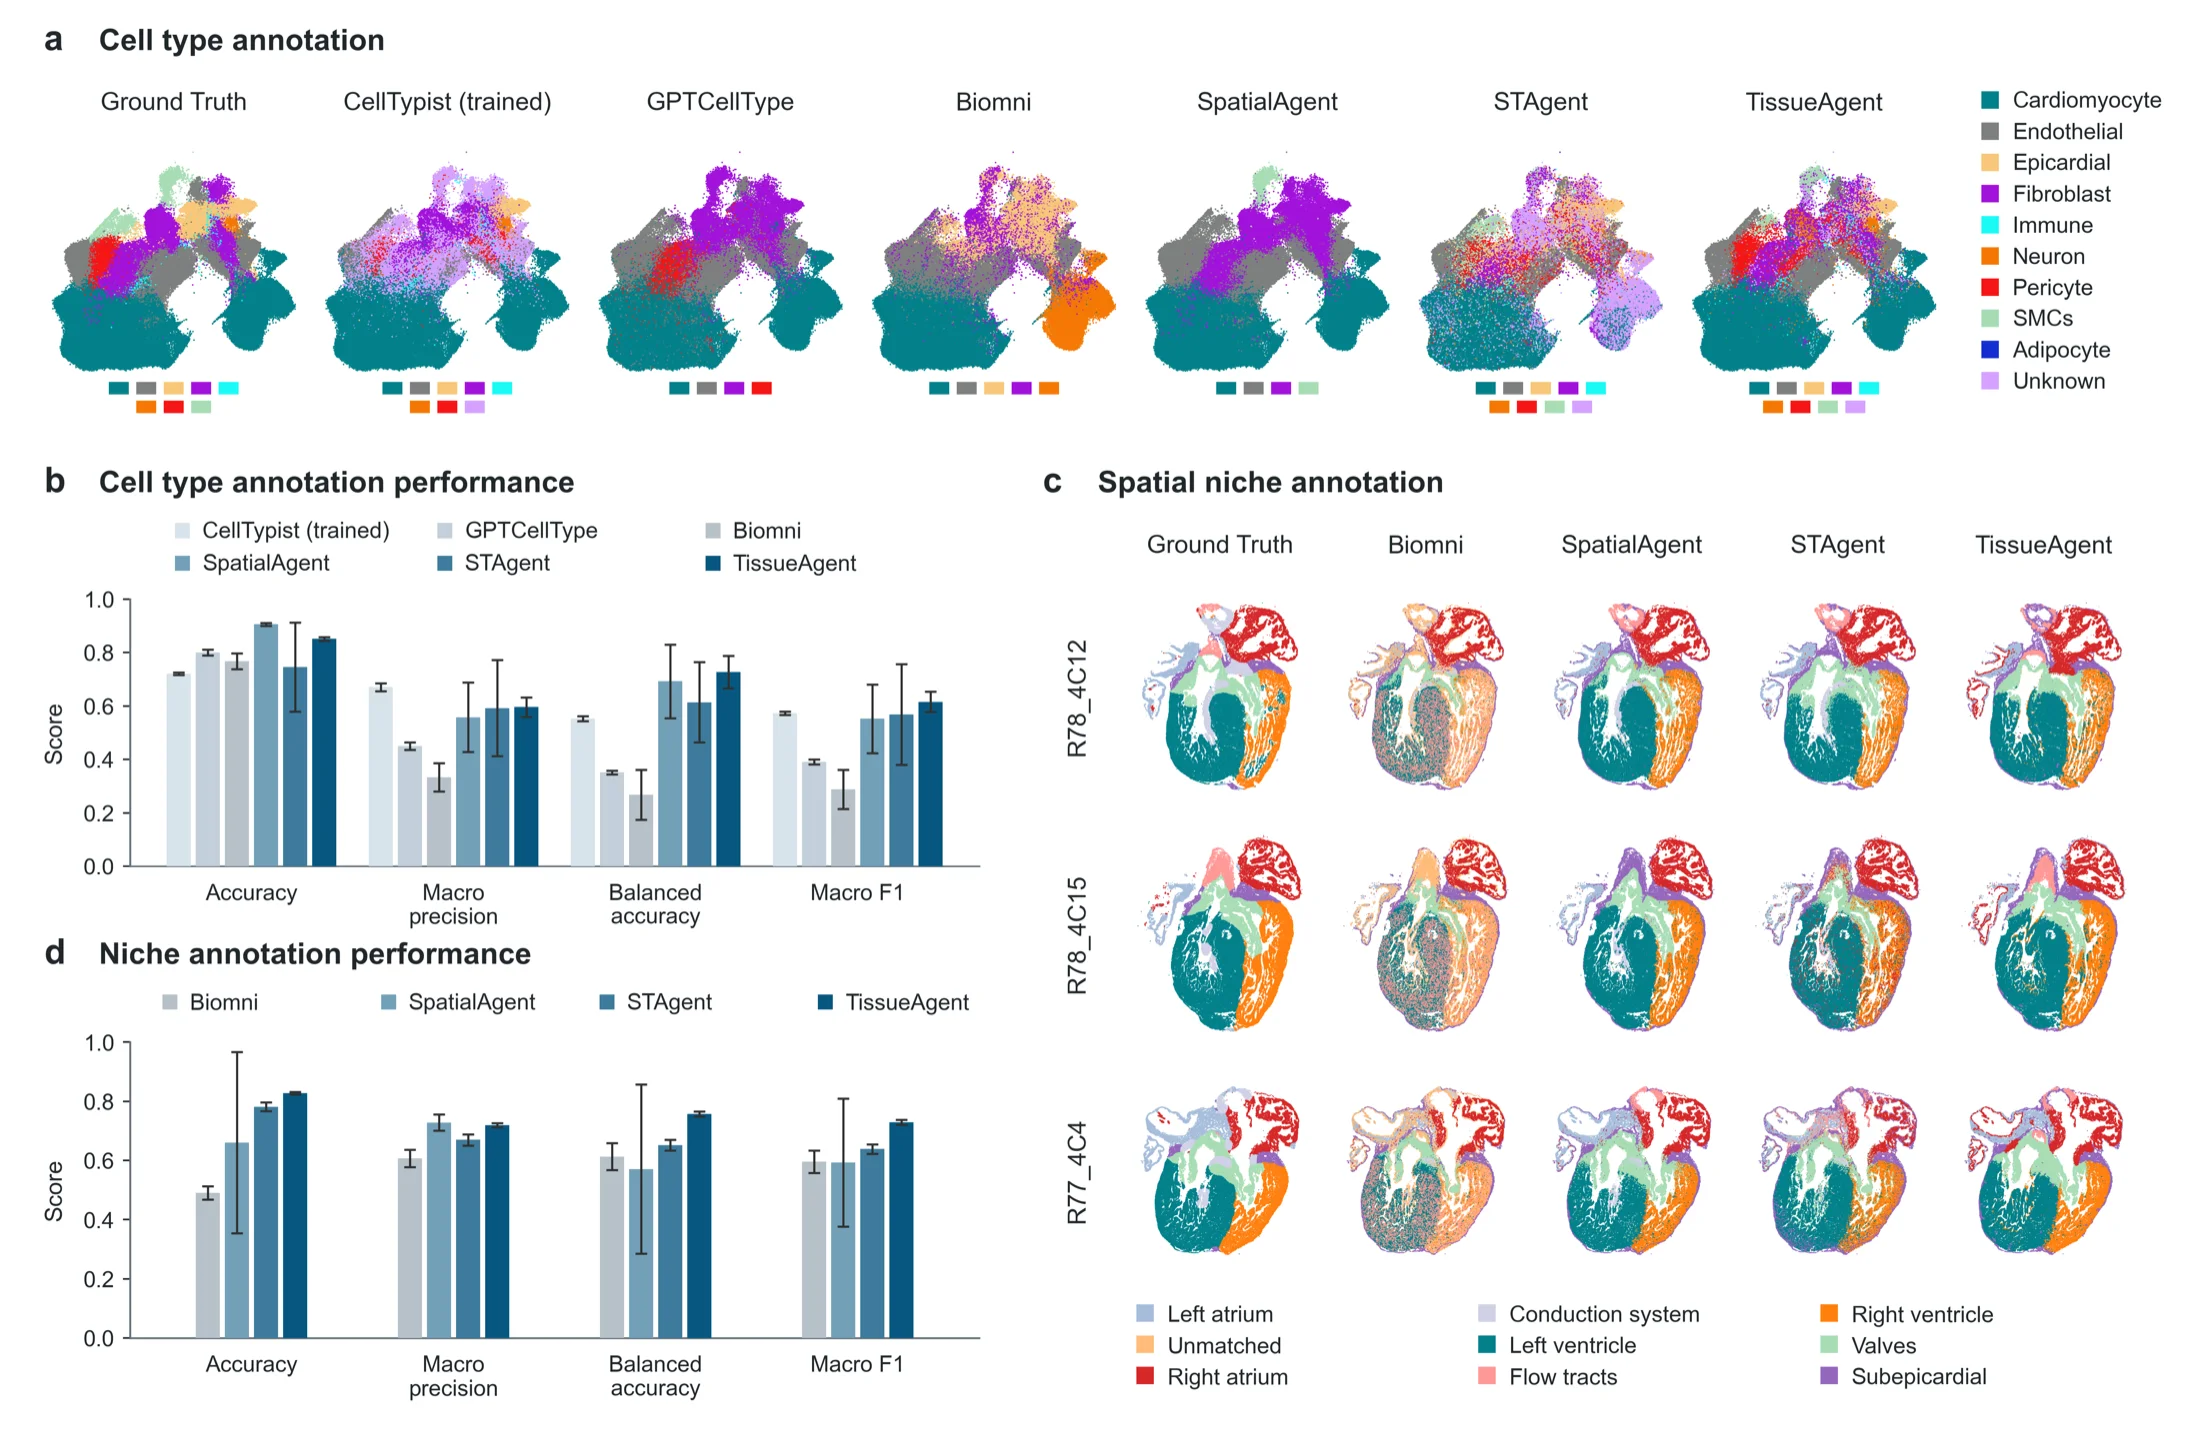 a Cell type annotation
Ground Truth CellTypist (trained) GPTCellType Biomni SpatialAgent STAgent TissueAgent
Cardiomyocyte
Endothelial
Epicardial
Fibroblast
Immune
Neuron
Pericyte
SMCs
Adipocyte
Unknown
b Cell type annotation performance
CellTypist (trained) GPTCellType Biomni
SpatialAgent STAgent TissueAgent
Score
1.0
0.8
0.6
0.4
0.2
0.0
Accuracy Macro precision Balanced accuracy Macro F1
c Spatial niche annotation
Ground Truth Biomni SpatialAgent STAgent TissueAgent
R78_4C12
R78_4C15
R77_4C4
Left atrium Conduction system Right ventricle
Unmatched Left ventricle Valves
Right atrium Flow tracts Subepicardial
d Niche annotation performance
Biomni SpatialAgent STAgent TissueAgent
Score
1.0
0.8
0.6
0.4
0.2
0.0
Accuracy Macro precision Balanced accuracy Macro F1